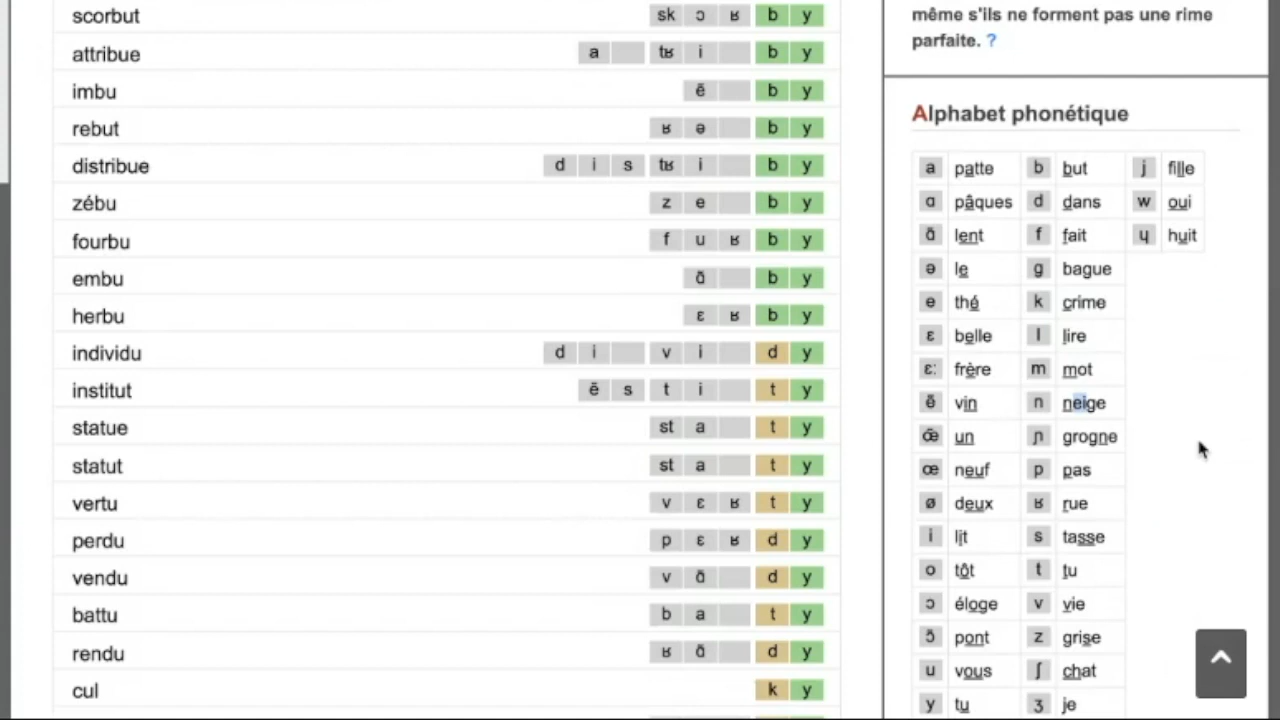 scorbut sk ɔ ʁ b y
attribue a tʁ i b y
imbu ẽ b y
rebut ʁ ə b y
distribue d i s tʁ i b y
zébu z e b y
fourbu f u ʁ b y
embu ɑ̃ b y
herbu ɛ ʁ b y
individu d i v i d y
institut ẽ s t i t y
statue st a t y
statut st a t y
vertu v ɛ ʁ t y
perdu p ɛ ʁ d y
vendu v ɑ̃ d y
battu b a t y
rendu ʁ ɑ̃ d y
cul k y
même s'ils ne forment pas une rime
parfaite. ?
Alphabet phonétique
a patte b but j fille
ɑ pâques d dans w oui
ɑ̃ lent f fait ɥ huit
ə le g bague
e thé k crime
ɛ belle l lire
ɛ: frère m mot
ẽ vin n neige
œ̃ un ɲ grogne
œ neuf p pas
ø deux ʁ rue
i lit s tasse
o tôt t tu
ɔ éloge v vie
ɔ̃ pont z grise
u vous ʃ chat
y tu ʒ je